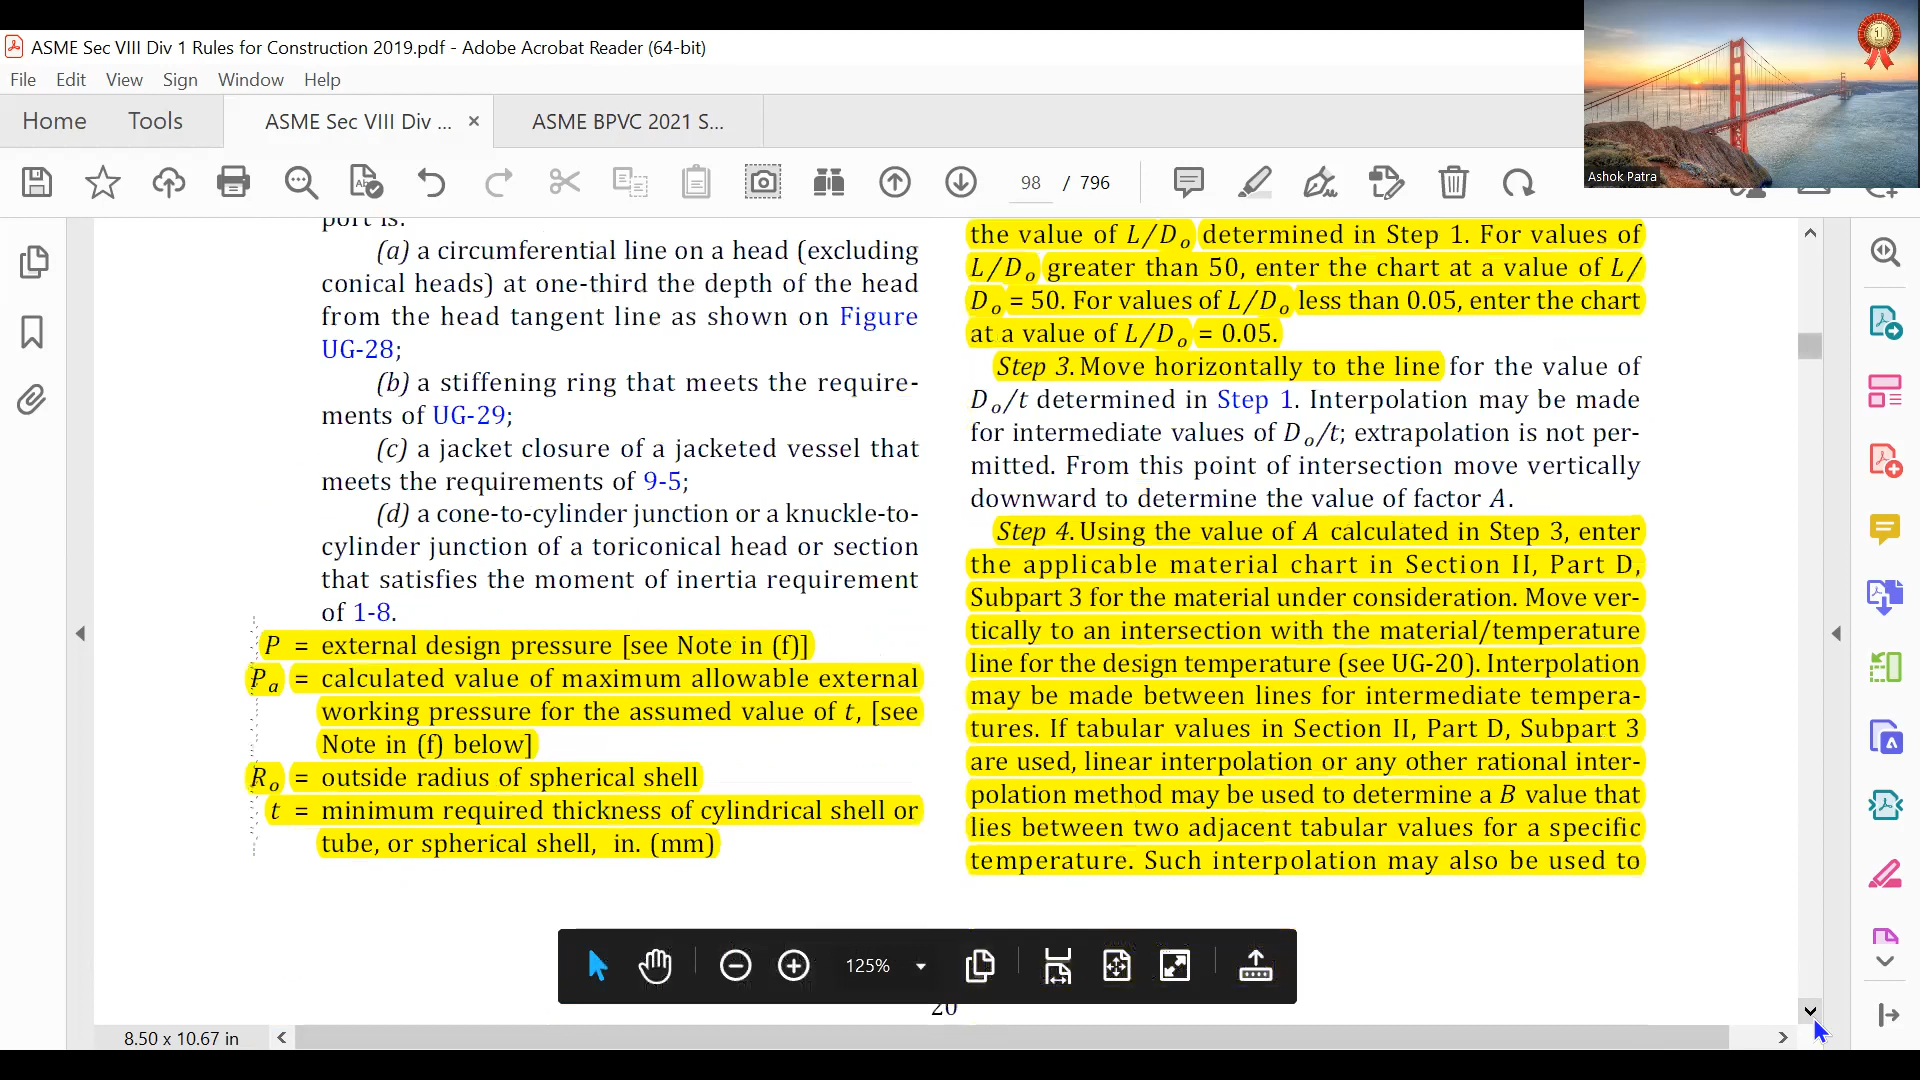 ASME Sec VIII Div 1 Rules for Construction 2019.pdf - Adobe Acrobat Reader (64-bit)
File Edit View Sign Window Help
Home Tools ASME Sec VIII Div ... × ASME BPVC 2021 S...
98 / 796
Ashok Patra
port is:
(a) a circumferential line on a head (excluding
conical heads) at one-third the depth of the head
from the head tangent line as shown on Figure
UG-28;
(b) a stiffening ring that meets the require-
ments of UG-29;
(c) a jacket closure of a jacketed vessel that
meets the requirements of 9-5;
(d) a cone-to-cylinder junction or a knuckle-to-
cylinder junction of a toriconical head or section
that satisfies the moment of inertia requirement
of 1-8.
P = external design pressure [see Note in (f)]
Pa = calculated value of maximum allowable external
working pressure for the assumed value of t, [see
Note in (f) below]
Ro = outside radius of spherical shell
t = minimum required thickness of cylindrical shell or
tube, or spherical shell, in. (mm)
the value of L/Do determined in Step 1. For values of
L/Do greater than 50, enter the chart at a value of L/
Do = 50. For values of L/Do less than 0.05, enter the chart
at a value of L/Do = 0.05.
Step 3. Move horizontally to the line for the value of
Do/t determined in Step 1. Interpolation may be made
for intermediate values of Do/t; extrapolation is not per-
mitted. From this point of intersection move vertically
downward to determine the value of factor A.
Step 4. Using the value of A calculated in Step 3, enter
the applicable material chart in Section II, Part D,
Subpart 3 for the material under consideration. Move ver-
tically to an intersection with the material/temperature
line for the design temperature (see UG-20). Interpolation
may be made between lines for intermediate tempera-
tures. If tabular values in Section II, Part D, Subpart 3
are used, linear interpolation or any other rational inter-
polation method may be used to determine a B value that
lies between two adjacent tabular values for a specific
temperature. Such interpolation may also be used to
125%
20
8.50 x 10.67 in